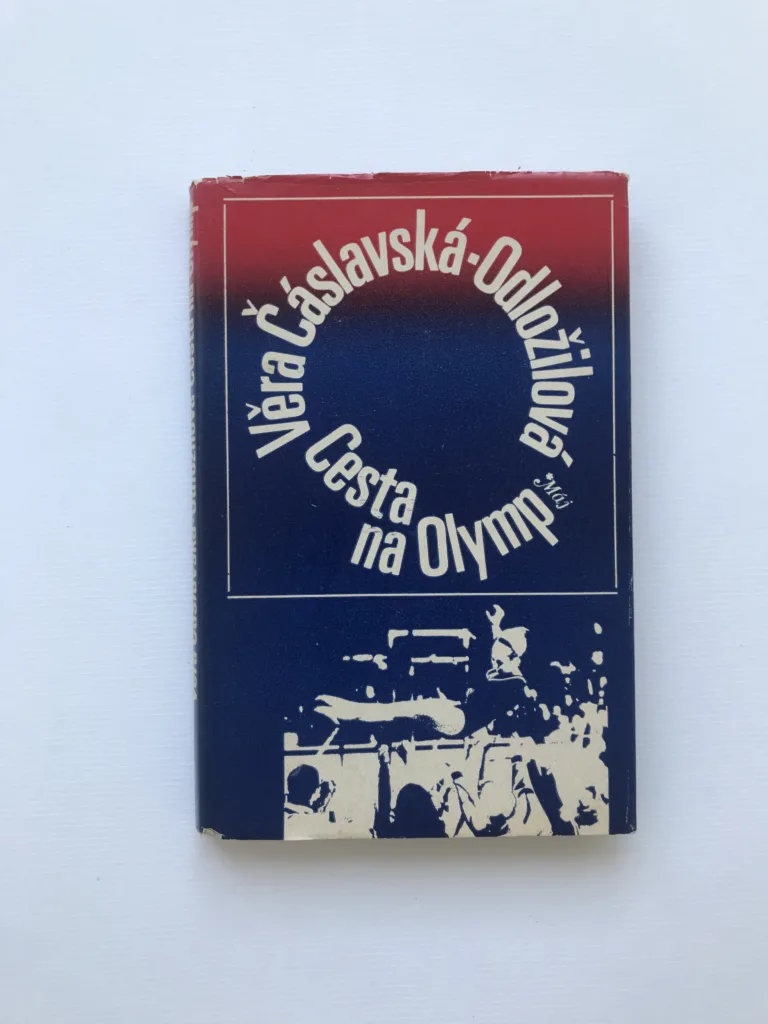 Věra Čáslavská-Odložilová
Cesta
na Olymp
*Máj